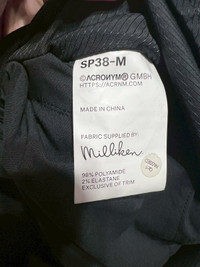 SP38-M
©ACRONYM® GMBH
HTTPS://ACRNM.COM/
MADE IN CHINA
FABRIC SUPPLIED BY:
Milliken
98% POLYAMIDE
2% ELASTANE
EXCLUSIVE OF TRIM